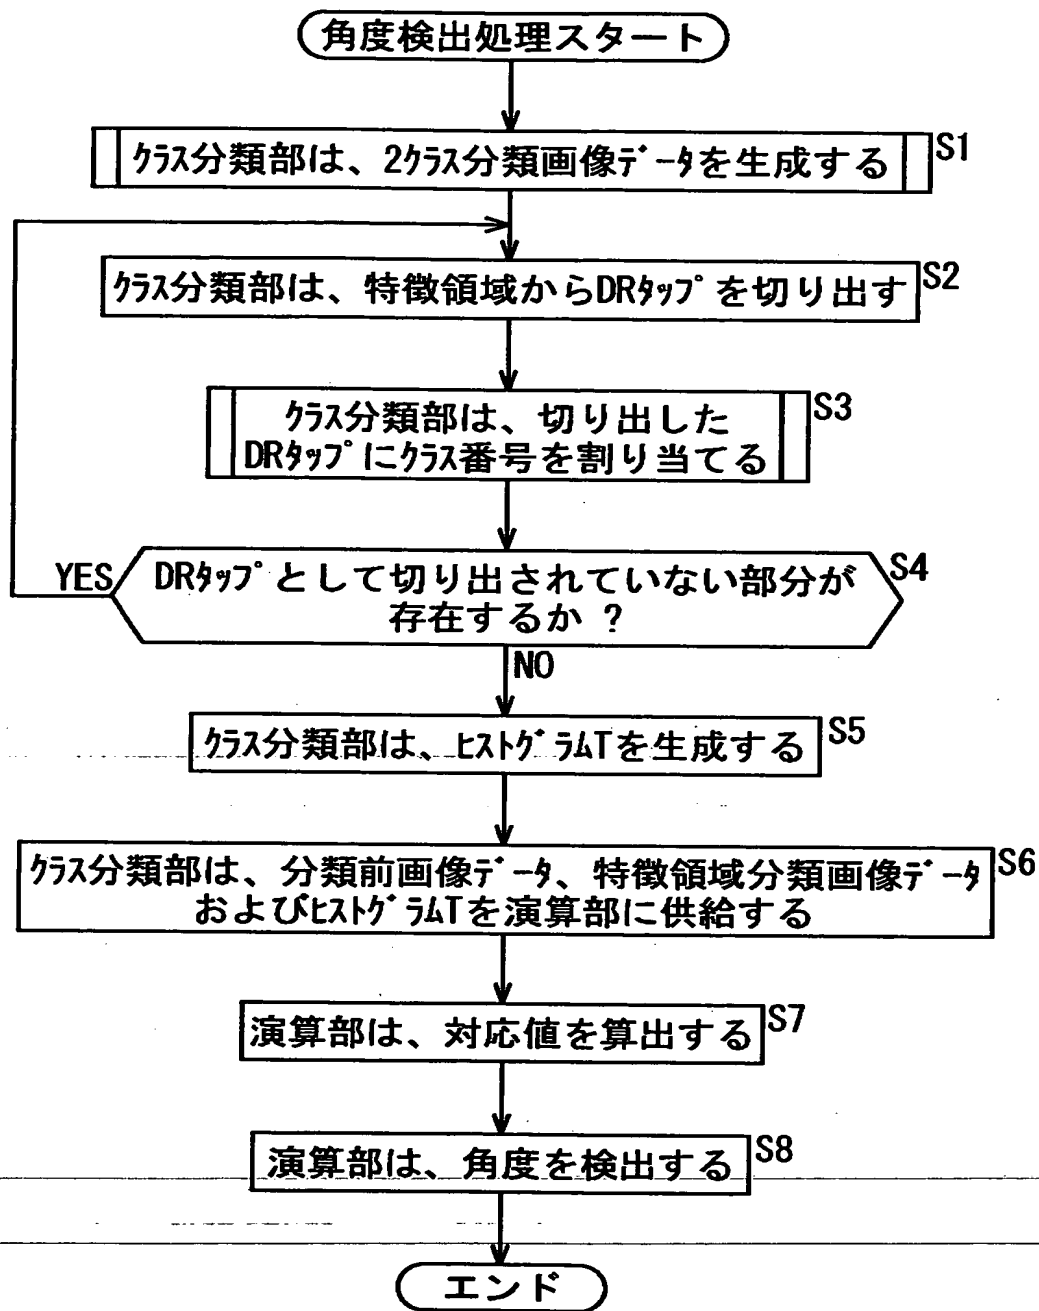 角度検出処理スタート
クラス分類部は、2クラス分類画像データを生成する
S1
クラス分類部は、特徴領域からDRタップを切り出す
S2
クラス分類部は、切り出した
DRタップにクラス番号を割り当てる
S3
DRタップとして切り出されていない部分が
存在するか ?
S4
YES
NO
クラス分類部は、ヒストグラムTを生成する
S5
クラス分類部は、分類前画像データ、特徴領域分類画像データ
およびヒストグラムTを演算部に供給する
S6
演算部は、対応値を算出する
S7
演算部は、角度を検出する
S8
エンド